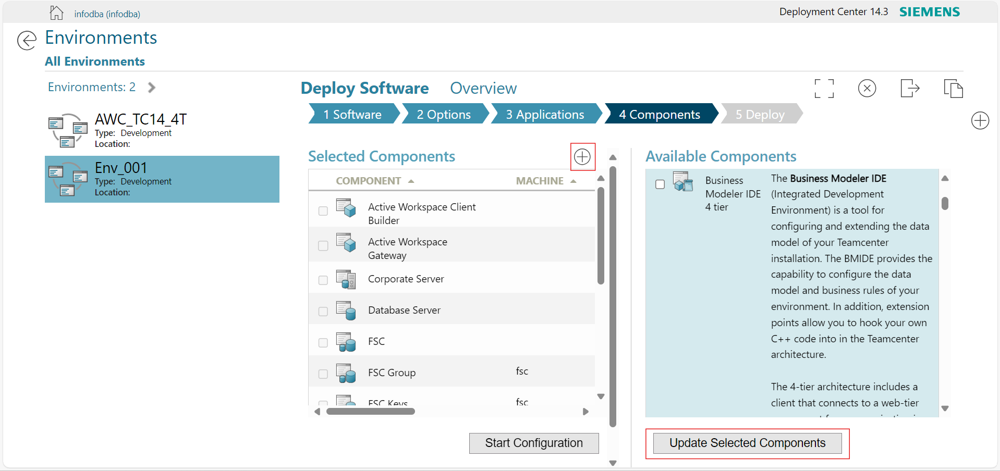 infodba (infodba)
Deployment Center 14.3 SIEMENS
Environments
All Environments
Environments: 2
Deploy Software Overview
1 Software
2 Options
3 Applications
4 Components
5 Deploy
AWC_TC14_4T
Type: Development
Location:
Env_001
Type: Development
Location:
Selected Components
COMPONENT MACHINE
Active Workspace Client
Builder
Active Workspace
Gateway
Corporate Server
Database Server
FSC
FSC Group fsc
FSC Keys fsc
Start Configuration
Available Components
Business
Modeler IDE
4 tier
The Business Modeler IDE
(Integrated Development
Environment) is a tool for
configuring and extending the data
model of your Teamcenter
installation. The BMIDE provides the
capability to configure the data
model and business rules of your
environment. In addition, extension
points allow you to hook your own
C++ code into in the Teamcenter
architecture.
The 4-tier architecture includes a
client that connects to a web-tier
Update Selected Components